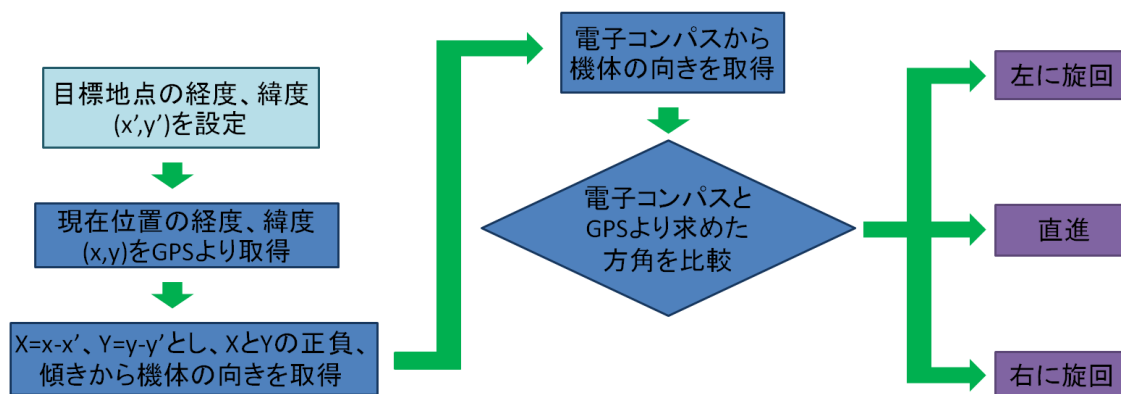 目標地点の経度、緯度
(x’,y’)を設定
現在位置の経度、緯度
(x,y)をGPSより取得
X=x-x’、Y=y-y’とし、XとYの正負、
傾きから機体の向きを取得
電子コンパスから
機体の向きを取得
電子コンパスと
GPSより求めた
方角を比較
左に旋回
直進
右に旋回